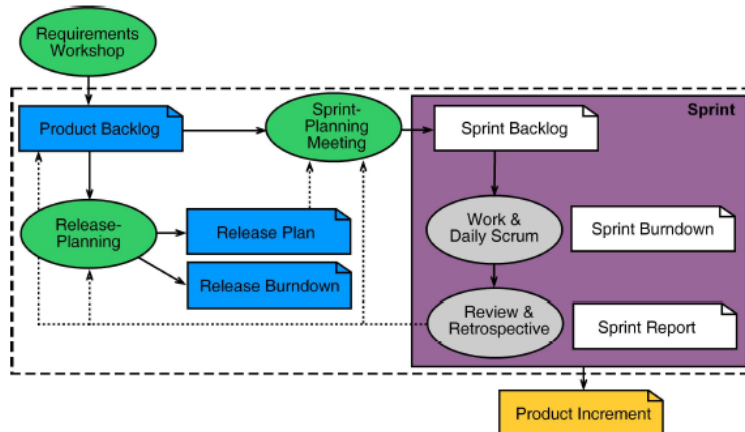 Requirements
Workshop
Product Backlog
Sprint-
Planning
Meeting
Sprint
Sprint Backlog
Release-
Planning
Release Plan
Release Burndown
Work &
Daily Scrum
Sprint Burndown
Review &
Retrospective
Sprint Report
Product Increment